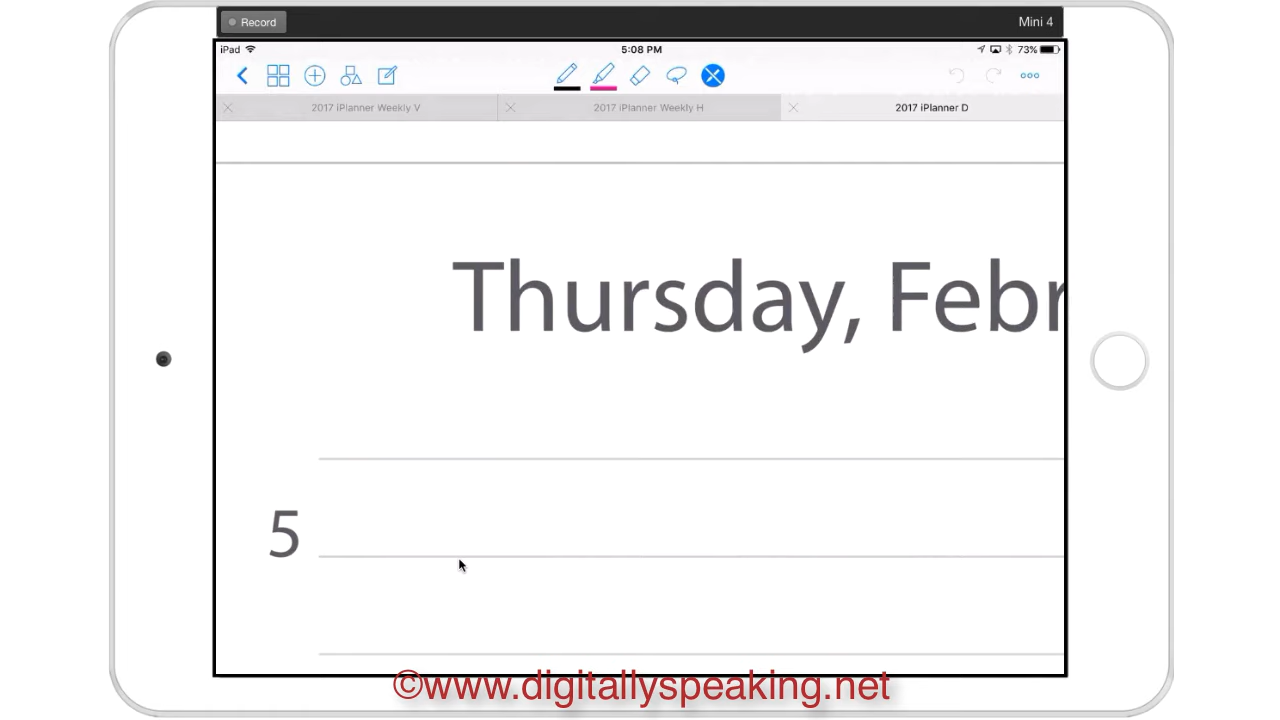 Record
Mini 4
iPad 5:08 PM 73%
2017 iPlanner Weekly V 2017 iPlanner Weekly H 2017 iPlanner D
Thursday, Febr
5
©www.digitallyspeaking.net